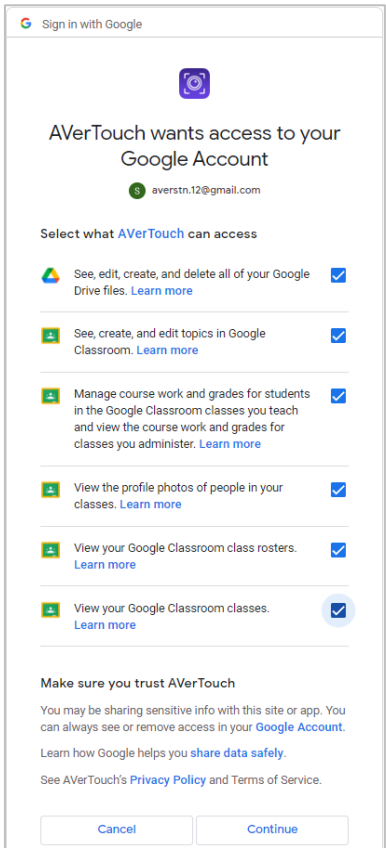 Sign in with Google
AVerTouch wants access to your
Google Account
S averstn.12@gmail.com
Select what AVerTouch can access
See, edit, create, and delete all of your Google
Drive files. Learn more
See, create, and edit topics in Google
Classroom. Learn more
Manage course work and grades for students
in the Google Classroom classes you teach
and view the course work and grades for
classes you administer. Learn more
View the profile photos of people in your
classes. Learn more
View your Google Classroom class rosters.
Learn more
View your Google Classroom classes.
Learn more
Make sure you trust AVerTouch
You may be sharing sensitive info with this site or app. You
can always see or remove access in your Google Account.
Learn how Google helps you share data safely.
See AVerTouch's Privacy Policy and Terms of Service.
Cancel Continue